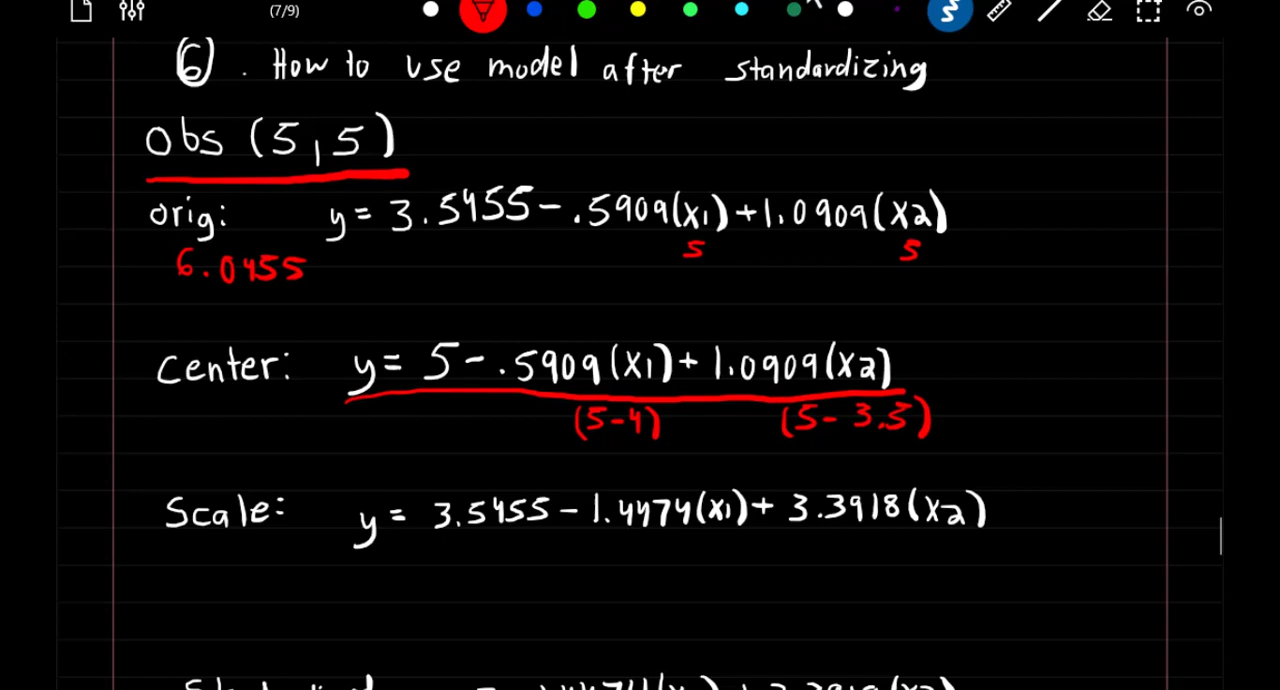 (7/9)
6). How to use model after standardizing
Obs (5,5)
orig: y = 3.5455 - .5909(x1) + 1.0909(x2)
5 5
6.0455
Center: y = 5 - .5909(x1) + 1.0909(x2)
(5-4) (5-3.5)
Scale: y = 3.5455 - 1.4474(x1) + 3.3918(x2)